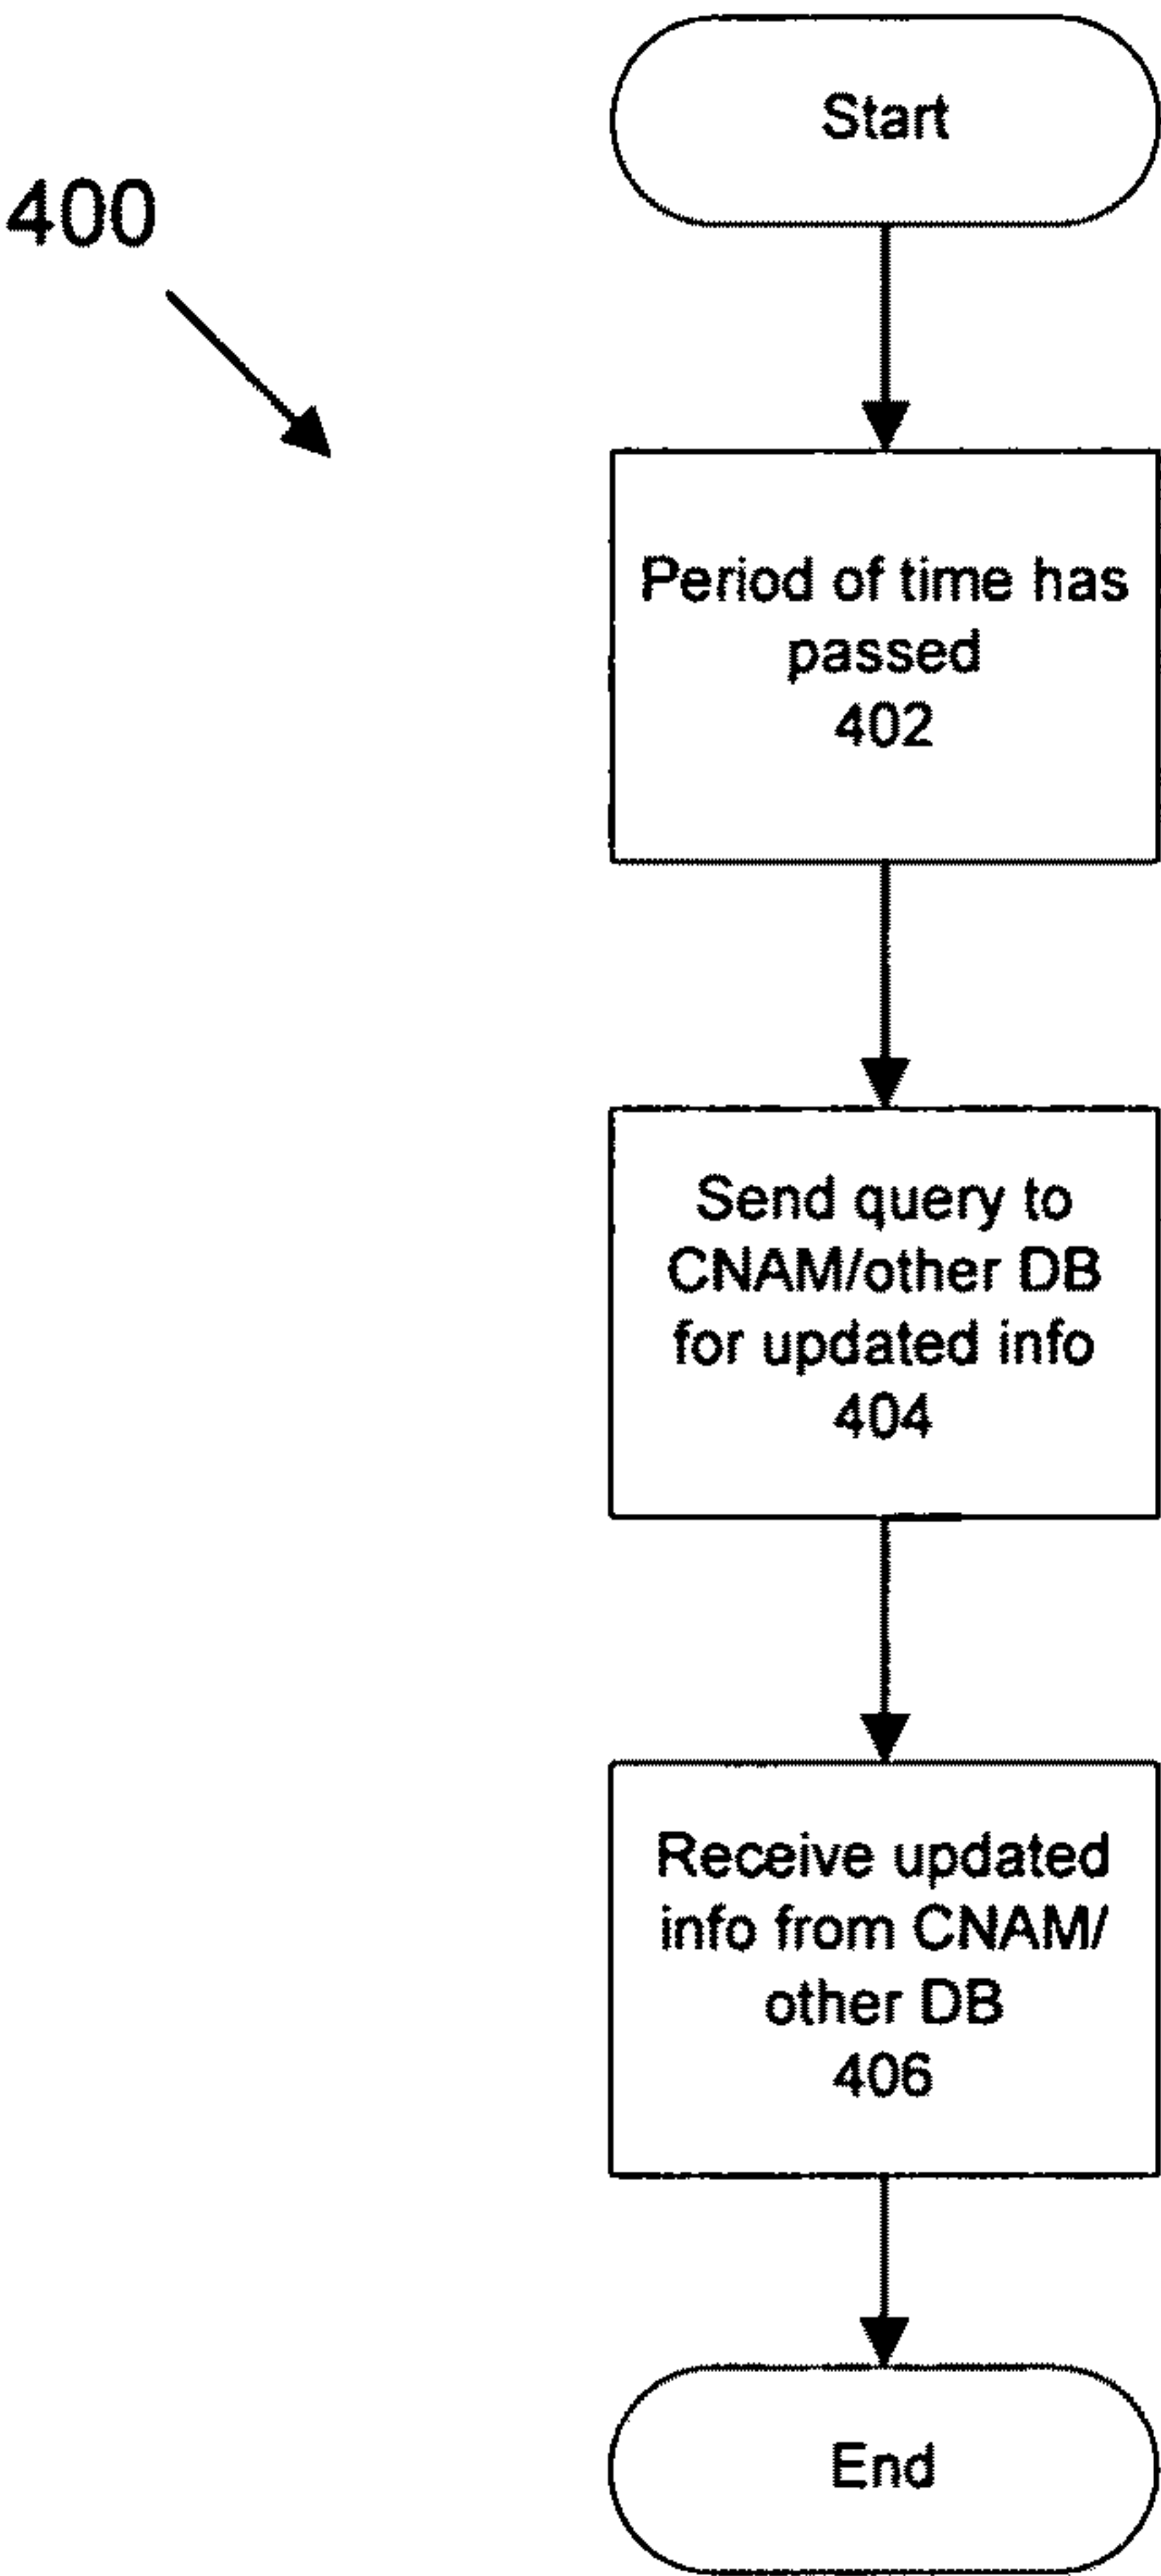 Start
400
Period of time has
passed
402
Send query to
CNAM/other DB
for updated info
404
Receive updated
info from CNAM/
other DB
406
End